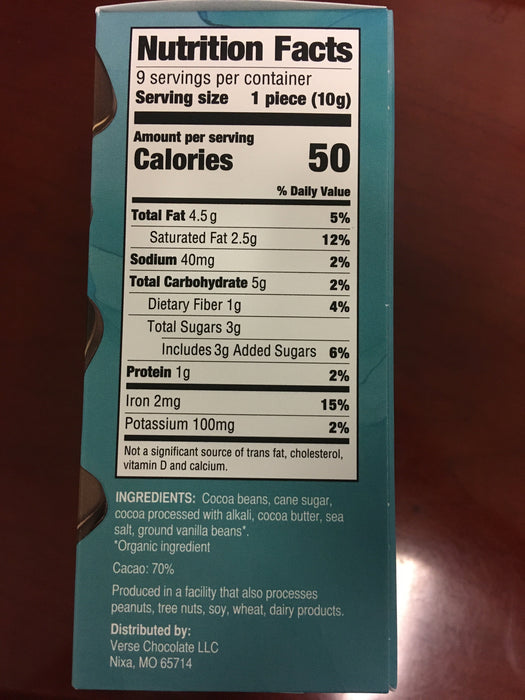 Nutrition Facts
9 servings per container
Serving size 1 piece (10g)
Amount per serving
Calories 50
% Daily Value
Total Fat 4.5g 5%
Saturated Fat 2.5g 12%
Sodium 40mg 2%
Total Carbohydrate 5g 2%
Dietary Fiber 1g 4%
Total Sugars 3g
Includes 3g Added Sugars 6%
Protein 1g 2%
Iron 2mg 15%
Potassium 100mg 2%
Not a significant source of trans fat, cholesterol,
vitamin D and calcium.
INGREDIENTS: Cocoa beans, cane sugar,
cocoa processed with alkali, cocoa butter, sea
salt, ground vanilla beans*.
*Organic ingredient
Cacao: 70%
Produced in a facility that also processes
peanuts, tree nuts, soy, wheat, dairy products.
Distributed by:
Verse Chocolate LLC
Nixa, MO 65714